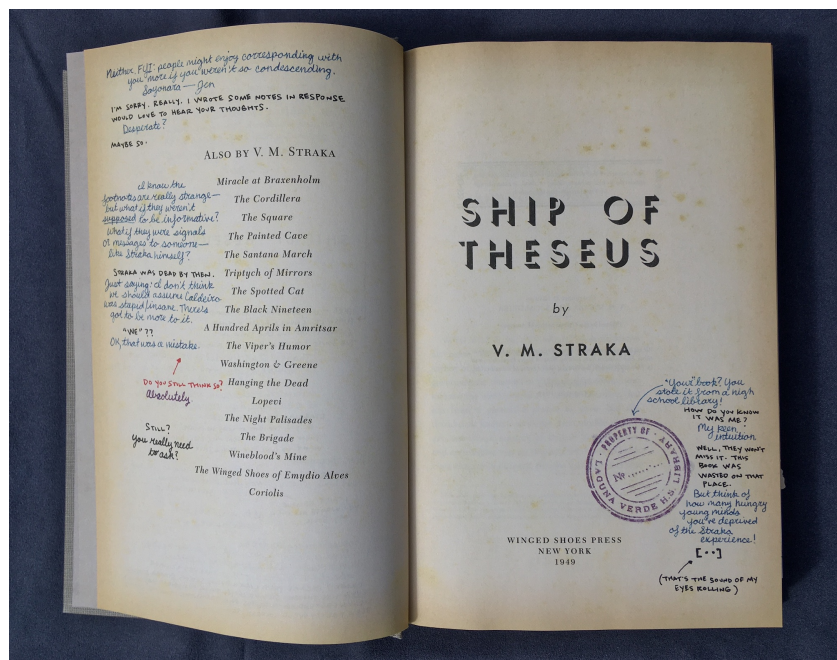 Neither. FYI: people might enjoy corresponding with
you more if you weren't so condescending.
Sayonara — Jen
I'M SORRY. REALLY. I WROTE SOME NOTES IN RESPONSE
WOULD LOVE TO HEAR YOUR THOUGHTS.
Desperate?
MAYBE SO.
ALSO BY V. M. STRAKA
Miracle at Braxenholm
The Cordillera
The Square
The Painted Cave
The Santana March
Triptych of Mirrors
The Spotted Cat
The Black Nineteen
A Hundred Aprils in Amritsar
The Viper's Humor
Washington & Greene
Hanging the Dead
Lopevi
The Night Palisades
The Brigade
Wineblood's Mine
The Winged Shoes of Emydio Alves
Coriolis
I know the
footnotes are really strange—
but what if they weren't
supposed to be informative?
What if they were signals
or messages to someone—
like Straka himself?
STRAKA WAS DEAD BY THEN.
Just saying: I don't think
we should assume Caldeira
was stupid/insane. There's
got to be more to it.
"WE"??
OK, that was a mistake.
DO YOU STILL THINK SO?
Absolutely.
STILL?
You really need
to ask?
SHIP OF
THESEUS
by
V. M. STRAKA
"Your" book? You
stole it from a high
school library!
HOW DO YOU KNOW
IT WAS ME?
My keen
intuition
WELL, THEY WON'T
MISS IT. THIS
BOOK WAS
WASTED ON THAT
PLACE.
But think of
how many hungry
young minds
you've deprived
of the Straka
experience!
[··]
(THAT'S THE SOUND OF MY
EYES ROLLING)
PROPERTY OF
LAGUNA VERDE H.S. LIBRARY
No
WINGED SHOES PRESS
NEW YORK
1949